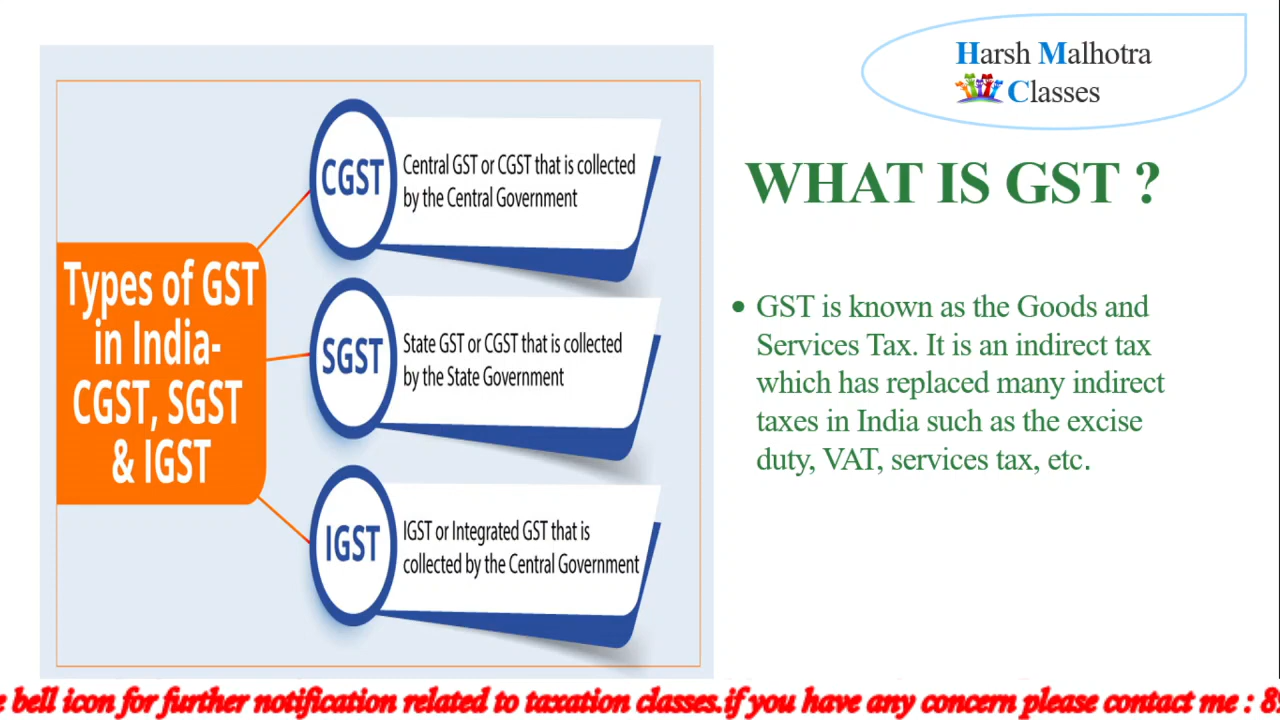 Harsh Malhotra
Classes
WHAT IS GST ?
• GST is known as the Goods and
Services Tax. It is an indirect tax
which has replaced many indirect
taxes in India such as the excise
duty, VAT, services tax, etc.
Types of GST
in India-
CGST, SGST
& IGST
CGST
Central GST or CGST that is collected
by the Central Government
SGST
State GST or CGST that is collected
by the State Government
IGST
IGST or Integrated GST that is
collected by the Central Government
bell icon for further notification related to taxation classes.if you have any concern please contact me : 8